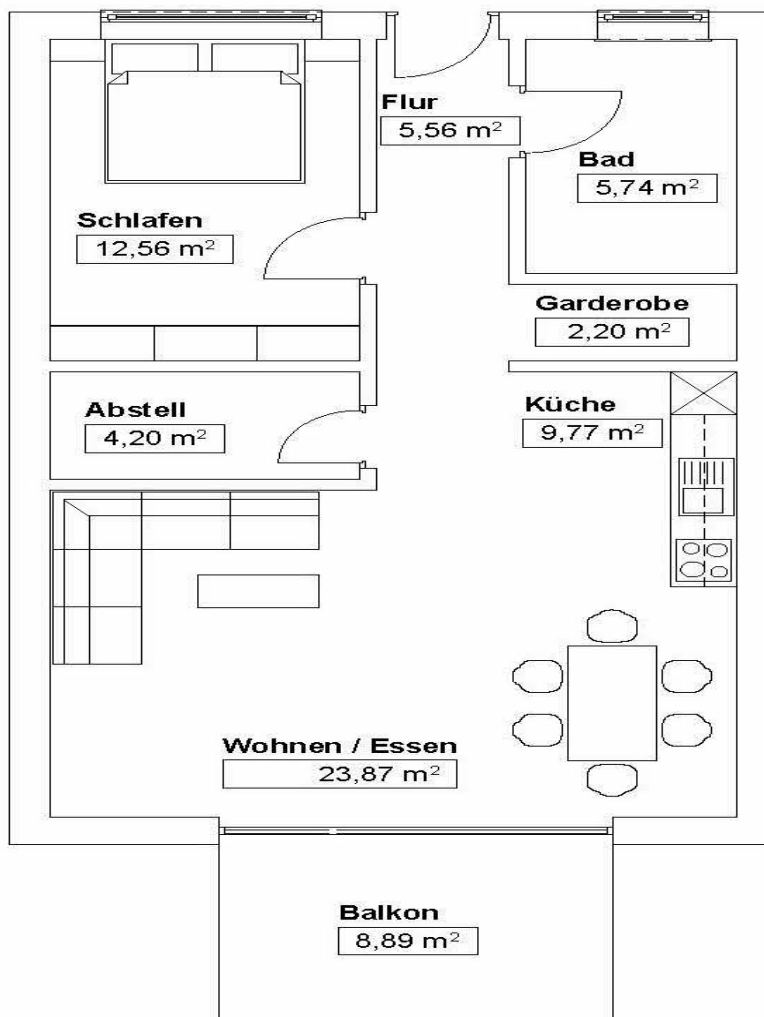 Flur
5,56 m²
Bad
5,74 m²
Schlafen
12,56 m²
Garderobe
2,20 m²
Abstell
4,20 m²
Küche
9,77 m²
Wohnen / Essen
23,87 m²
Balkon
8,89 m²